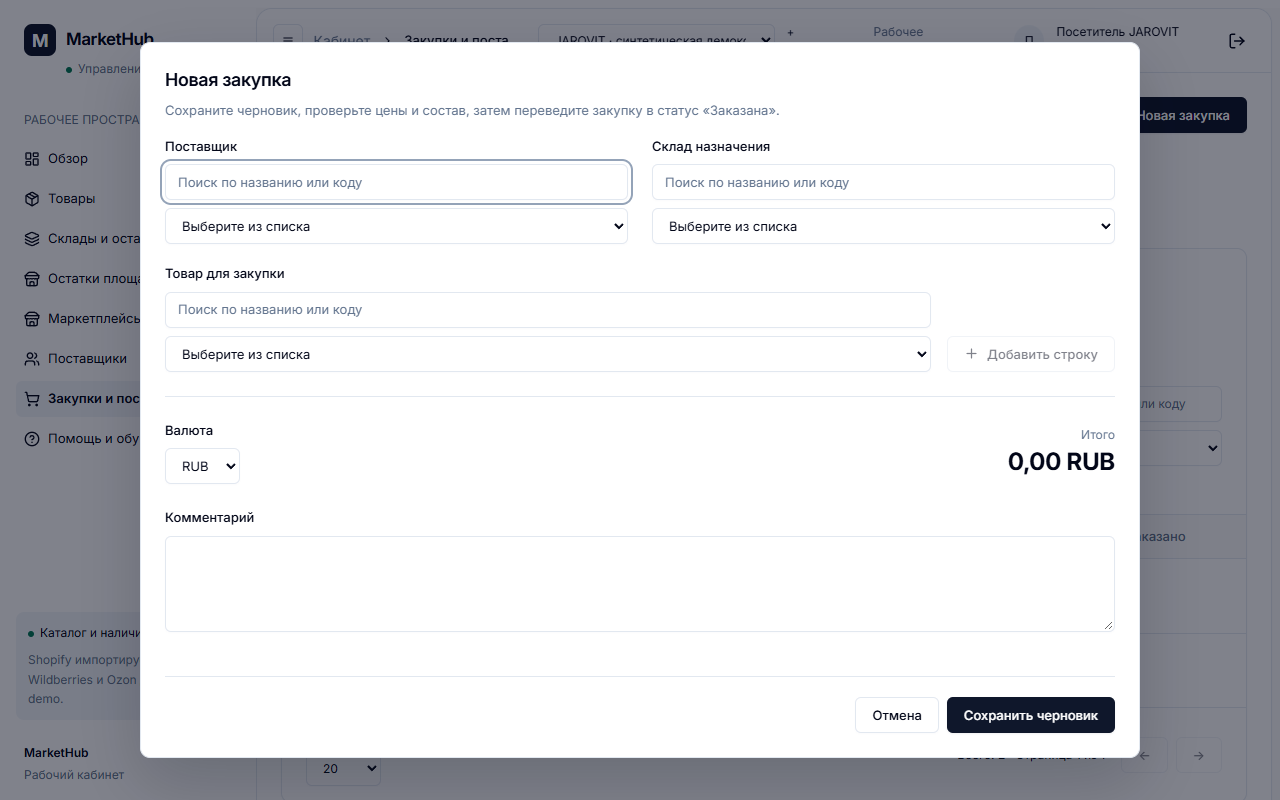 M MarketHub
Кабинет > Закупки и поста
JAROVIT · синтетическая демонс
+
Рабочее
П
Посетитель JAROVIT
Управлени
РАБОЧЕЕ ПРОСТРА
Обзор
Товары
Склады и оста
Остатки площа
Маркетплейсы
Поставщики
Закупки и пос
Помощь и обу
Каталог и наличи
Shopify импортиру
Wildberries и Ozon
demo.
MarketHub
Рабочий кабинет
Новая закупка
Новая закупка
Сохраните черновик, проверьте цены и состав, затем переведите закупку в статус «Заказана».
Поставщик
Склад назначения
Поиск по названию или коду
Поиск по названию или коду
Выберите из списка
Выберите из списка
Товар для закупки
Поиск по названию или коду
Выберите из списка
+ Добавить строку
Валюта
Итого
RUB
0,00 RUB
Комментарий
Отмена
Сохранить черновик
или коду
аказано
20
← →